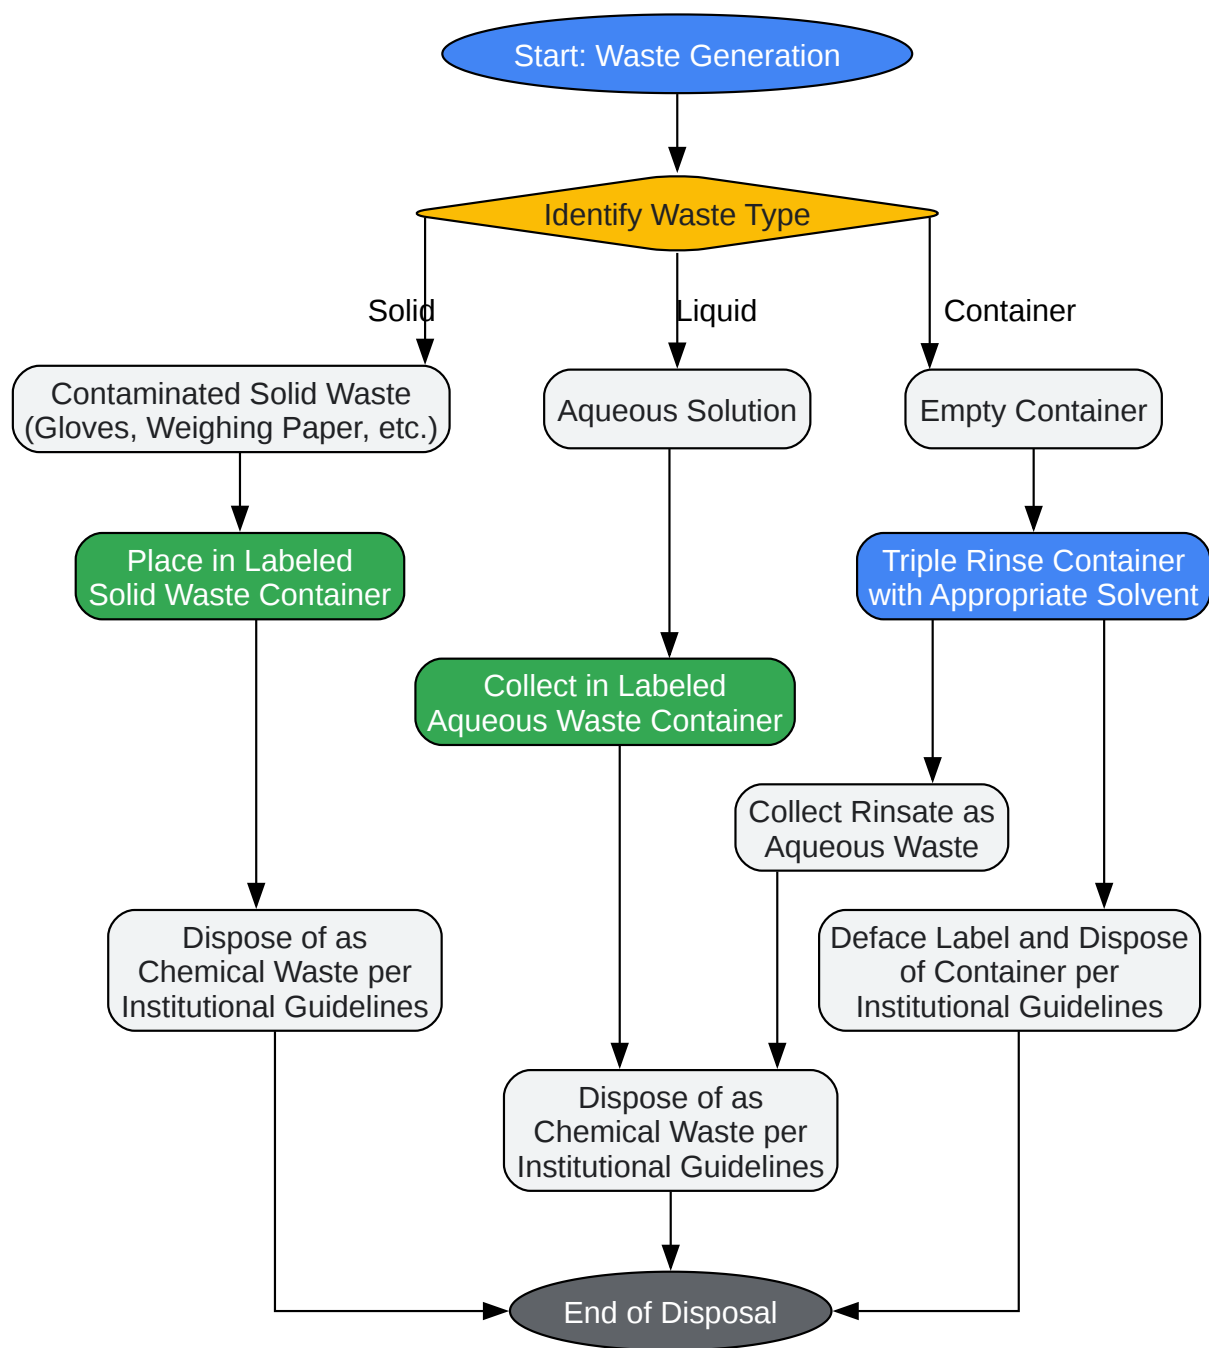 Start: Waste Generation
Identify Waste Type
Solid
Liquid
Container
Contaminated Solid Waste
(Gloves, Weighing Paper, etc.)
Aqueous Solution
Empty Container
Place in Labeled
Solid Waste Container
Triple Rinse Container
with Appropriate Solvent
Collect in Labeled
Aqueous Waste Container
Collect Rinsate as
Aqueous Waste
Dispose of as
Chemical Waste per
Institutional Guidelines
Deface Label and Dispose
of Container per
Institutional Guidelines
Dispose of as
Chemical Waste per
Institutional Guidelines
End of Disposal